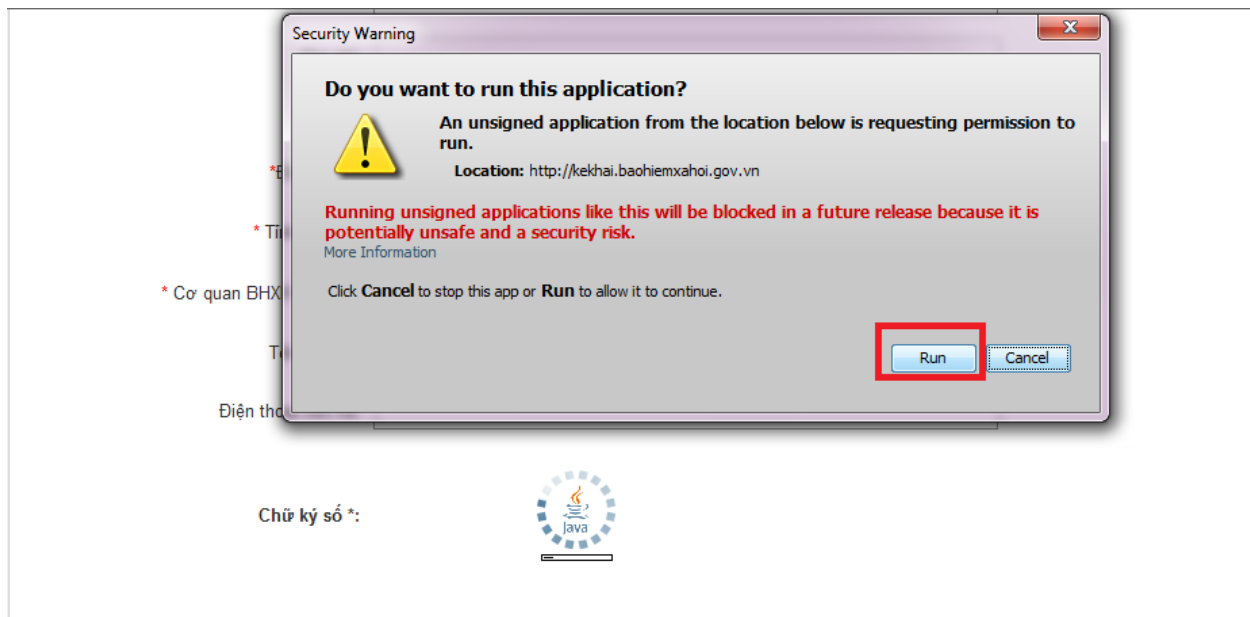 Security Warning
Do you want to run this application?
An unsigned application from the location below is requesting permission to
run.
Location: http://kekhai.baohiemxahoi.gov.vn
*
Running unsigned applications like this will be blocked in a future release because it is
potentially unsafe and a security risk.
* 
More Information
* Cơ quan BHX
Click Cancel to stop this app or Run to allow it to continue.
Run
Cancel
Điện
Chữ ký số *:
Java